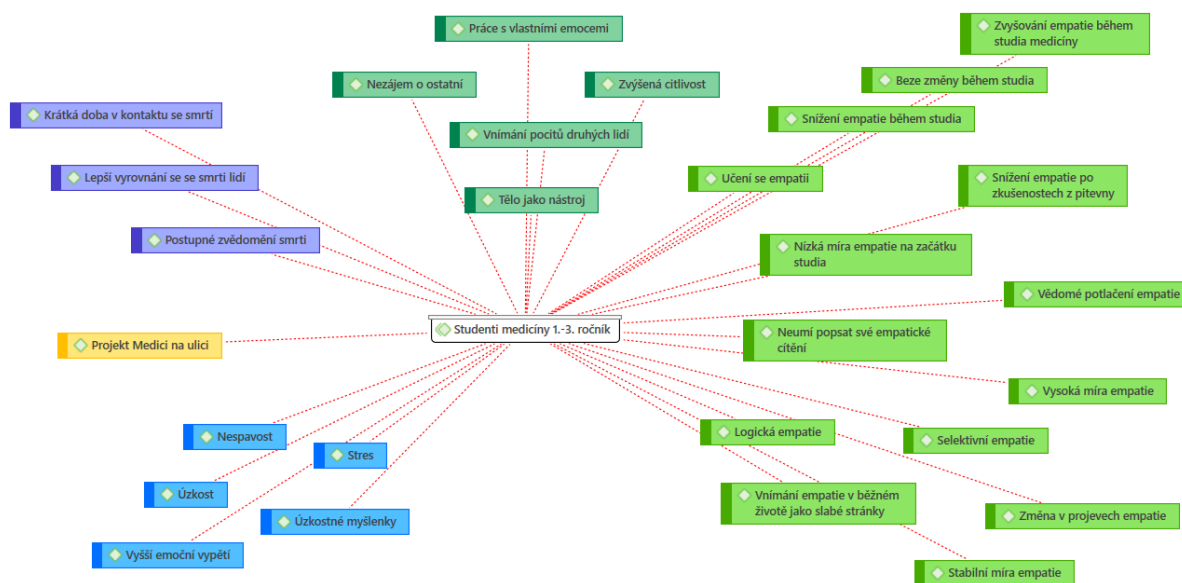 Práce s vlastními emocemi
Zvyšování empatie během
studia medicíny
Nezájem o ostatní
Zvýšená citlivost
Beze změny během studia
Krátká doba v kontaktu se smrtí
Snížení empatie během studia
Vnímání pocitů druhých lidí
Lepší vyrovnání se se smrti lidí
Učení se empatii
Snížení empatie po
zkušenostech z pitevny
Tělo jako nástroj
Postupné zvědomění smrti
Nízká míra empatie na začátku
studia
Vědomé potlačení empatie
Studenti medicíny 1.-3. ročník
Projekt Medici na ulici
Neumí popsat své empatické
cítění
Vysoká míra empatie
Nespavost
Logická empatie
Selektivní empatie
Stres
Úzkost
Vnímání empatie v běžném
životě jako slabé stránky
Úzkostné myšlenky
Změna v projevech empatie
Vyšší emoční vypětí
Stabilní míra empatie